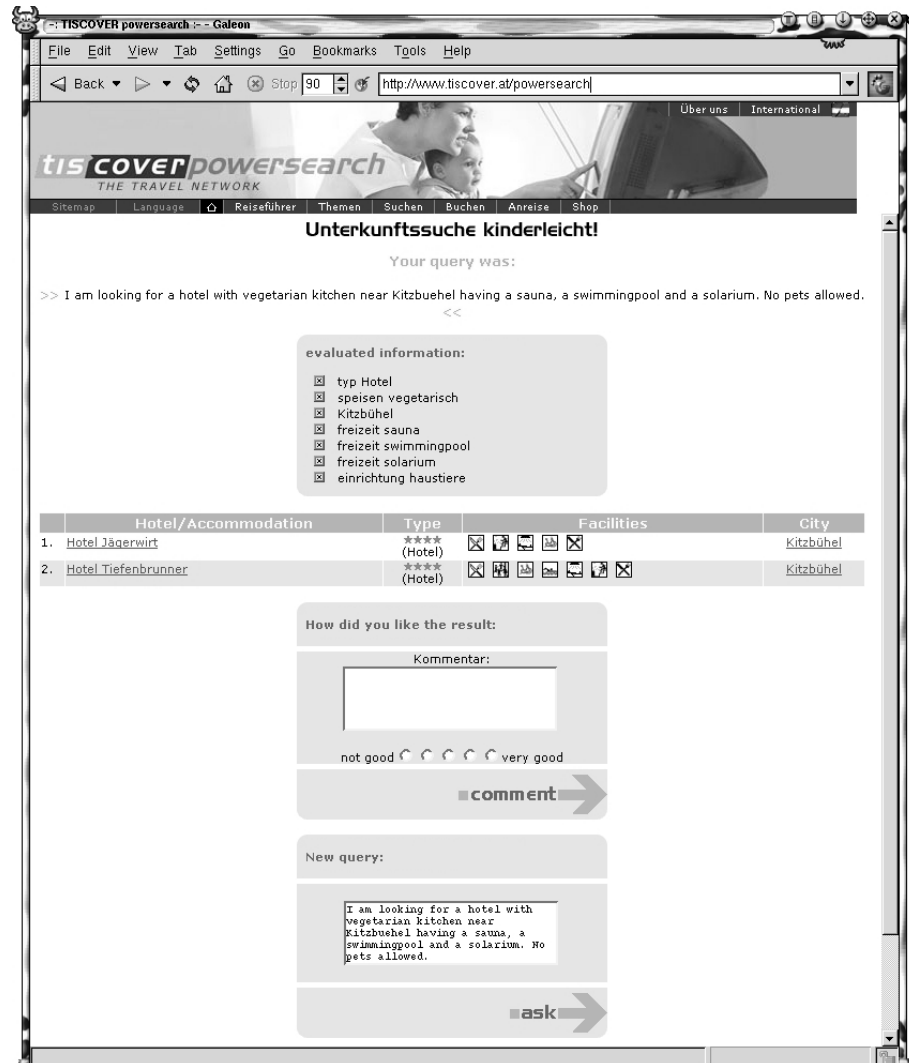 -: TISCOVER powersearch :- - Galeon
File Edit View Tab Settings Go Bookmarks Tools Help
Back Stop 90 http://www.tiscover.at/powersearch
Über uns International
tiscover powersearch
THE TRAVEL NETWORK
Sitemap Language Reiseführer Themen Suchen Buchen Anreise Shop
Unterkunftssuche kinderleicht!
Your query was:
>> I am looking for a hotel with vegetarian kitchen near Kitzbuehel having a sauna, a swimmingpool and a solarium. No pets allowed.
<<
evaluated information:
typ Hotel
speisen vegetarisch
Kitzbühel
freizeit sauna
freizeit swimmingpool
freizeit solarium
einrichtung haustiere
Hotel/Accommodation Type Facilities City
1. Hotel Jägerwirt ★★★★ (Hotel) Kitzbühel
2. Hotel Tiefenbrunner ★★★★ (Hotel) Kitzbühel
How did you like the result:
Kommentar:
not good very good
comment
New query:
I am looking for a hotel with
vegetarian kitchen near
Kitzbuehel having a sauna, a
swimmingpool and a solarium. No
pets allowed.
ask